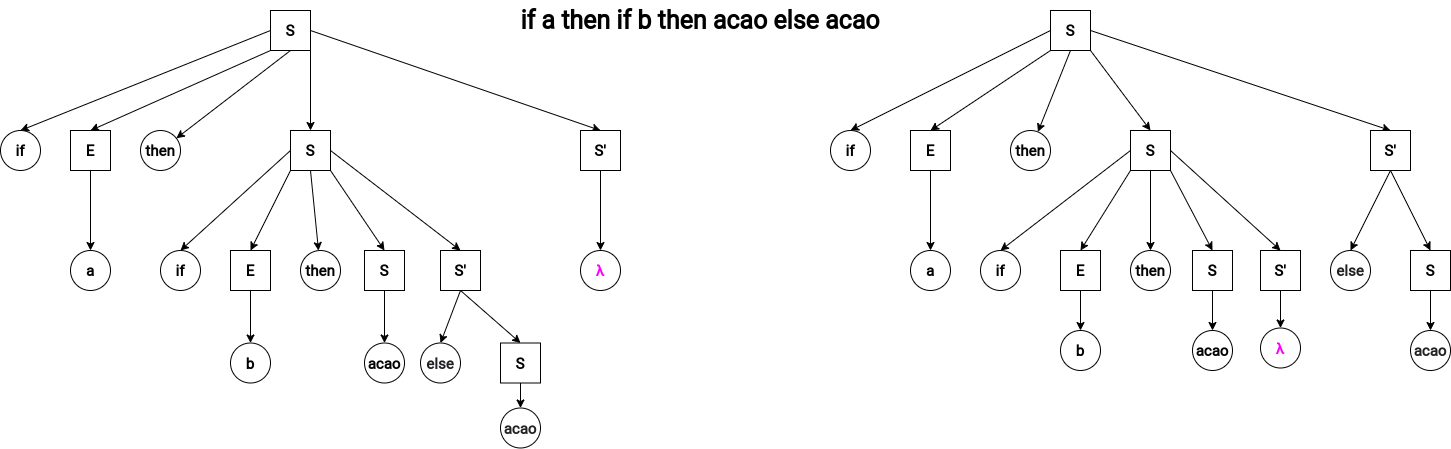 if a then if b then acao else acao
S S
if E then S S' if E then S S'
a if E then S S' λ a if E then S S' else S
b acao else S b acao λ acao
acao